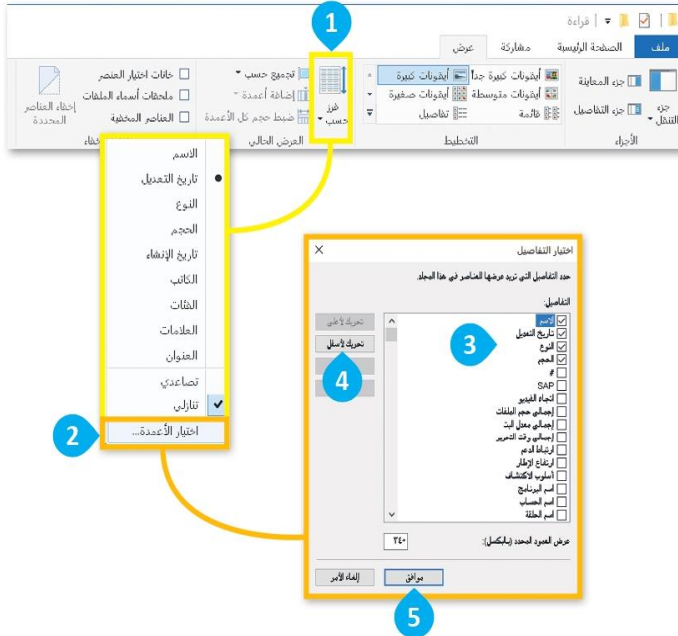 قراءة
ملف
الصفحة الرئيسية
مشاركة
عرض
1
جزء التنقل
جزء المعاينة
جزء التفاصيل
الأجزاء
أيقونات كبيرة جداً
أيقونات كبيرة
أيقونات متوسطة
أيقونات صغيرة
قائمة
تفاصيل
التخطيط
فرز
حسب
تجميع حسب
إضافة أعمدة
ضبط حجم كل الأعمدة
العرض الحالي
خانات اختيار العنصر
ملحقات أسماء الملفات
العناصر المخفية
إخفاء العناصر
المحددة
الاسم
تاريخ التعديل
النوع
الحجم
تاريخ الإنشاء
الكاتب
الفئات
العلامات
العنوان
تصاعدي
تنازلي
اختيار الأعمدة...
2
اختيار التفاصيل
حدد التفاصيل التي تريد عرضها العناصر في هذا المجلد.
التفاصيل:
الاسم
تاريخ التعديل
النوع
الحجم
#
SAP
اتجاه الفيديو
إجمالي حجم الملفات
إجمالي معدل البت
إجمالي وقت التحرير
ارتباط الدعم
ارتفاع الإطار
أسلوب الاكتشاف
اسم البرنامج
اسم الحساب
اسم الحلقة
3
تحريك لأعلى
تحريك لأسفل
4
عرض العمود المحدد (بالبكسل):
٢٤٠
موافق
إلغاء الأمر
5